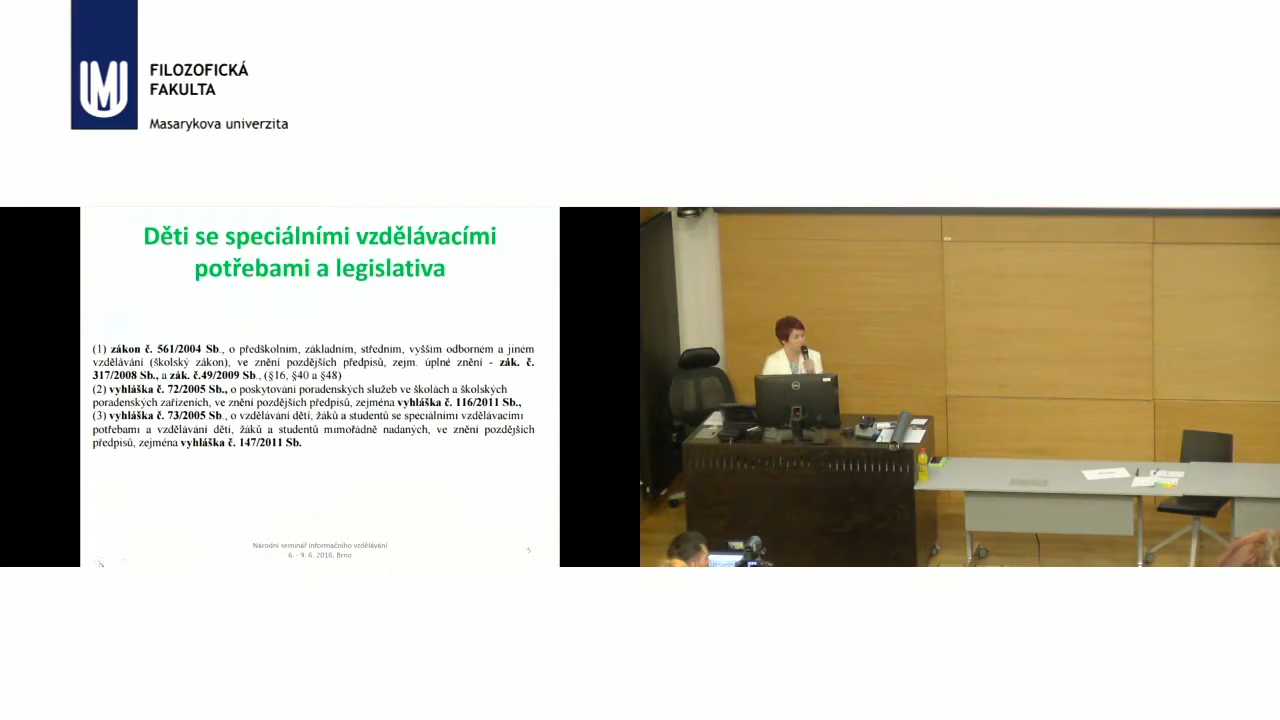 FILOZOFICKÁ
FAKULTA
Masarykova univerzita
Děti se speciálními vzdělávacími
potřebami a legislativa
(1) zákon č. 561/2004 Sb., o předškolním, základním, středním, vyšším odborném a jiném
vzdělávání (školský zákon), ve znění pozdějších předpisů, zejm. úplné znění - zák. č.
317/2008 Sb., a zák. č.49/2009 Sb., (§16, §40 a §48)
(2) vyhláška č. 72/2005 Sb., o poskytování poradenských služeb ve školách a školských
poradenských zařízeních, ve znění pozdějších předpisů, zejména vyhláška č. 116/2011 Sb.,
(3) vyhláška č. 73/2005 Sb., o vzdělávání dětí, žáků a studentů se speciálními vzdělávacími
potřebami a vzdělávání dětí, žáků a studentů mimořádně nadaných, ve znění pozdějších
předpisů, zejména vyhláška č. 147/2011 Sb.
Národní seminář informačního vzdělávání
6. - 9. 6. 2016, Brno
5
DELL